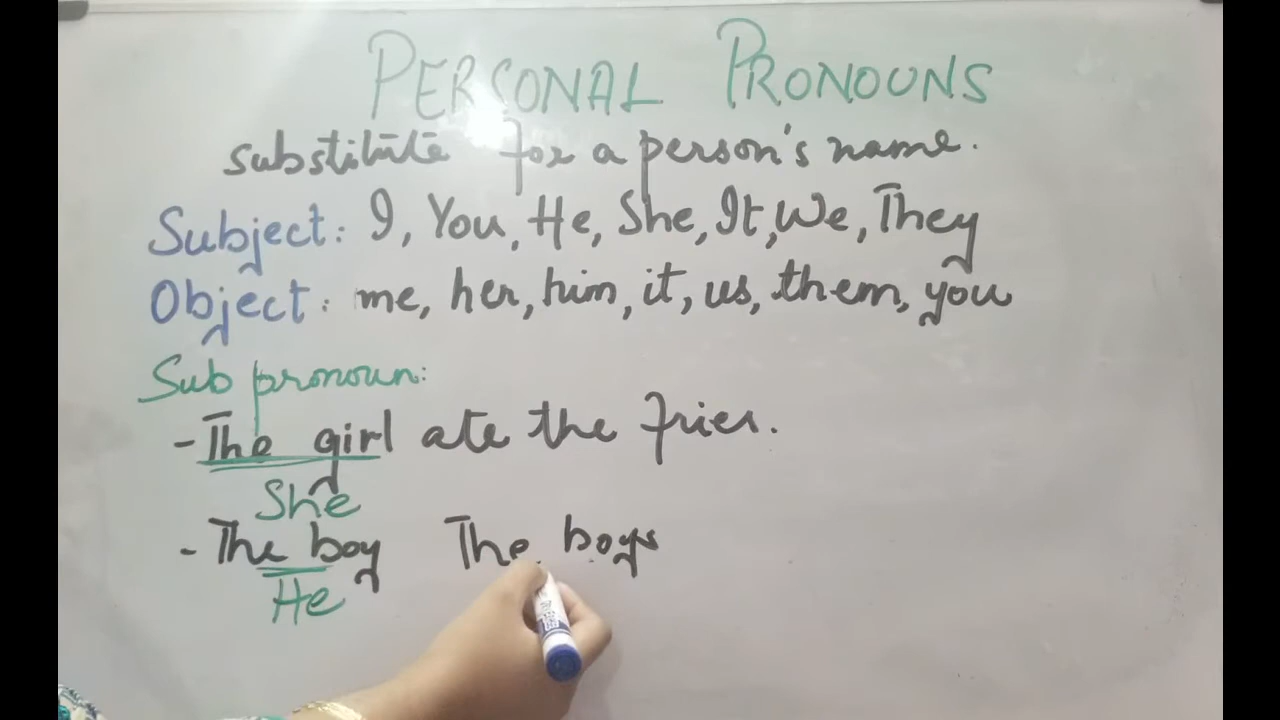 PERSONAL PRONOUNS
substitute for a person's name.
Subject: I, You, He, She, It, We, They
Object: me, her, him, it, us, them, you
Sub pronoun:
- The girl ate the fries.
She
- The boy The boys
He